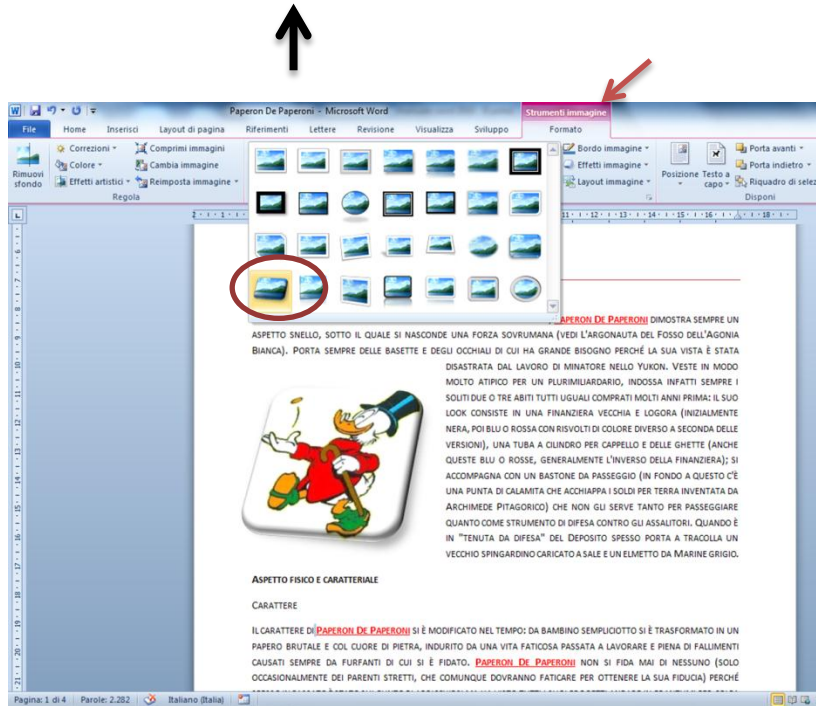 Paperon De Paperoni - Microsoft Word
Strumenti immagine
File Home Inserisci Layout di pagina Riferimenti Lettere Revisione Visualizza Sviluppo Formato
Rimuovi sfondo
Correzioni
Colore
Effetti artistici
Comprimi immagini
Cambia immagine
Reimposta immagine
Regola
Bordo immagine
Effetti immagine
Layout immagine
Posizione
Testo a capo
Porta avanti
Porta indietro
Riquadro di selez
Disponi
2 1 1 11 12 13 14 15 16 18
PAPERON DE PAPERONI DIMOSTRA SEMPRE UN
ASPETTO SNELLO, SOTTO IL QUALE SI NASCONDE UNA FORZA SOVRUMANA (VEDI L'ARGONAUTA DEL FOSSO DELL'AGONIA
BIANCA). PORTA SEMPRE DELLE BASETTE E DEGLI OCCHIALI DI CUI HA GRANDE BISOGNO PERCHÉ LA SUA VISTA È STATA
DISASTRATA DAL LAVORO DI MINATORE NELLO YUKON. VESTE IN MODO
MOLTO ATIPICO PER UN PLURIMILIARDARIO, INDOSSA INFATTI SEMPRE I
SOLITI DUE O TRE ABITI TUTTI UGUALI COMPRATI MOLTI ANNI PRIMA: IL SUO
LOOK CONSISTE IN UNA FINANZIERA VECCHIA E LOGORA (INIZIALMENTE
NERA, POI BLU O ROSSA CON RISVOLTI DI COLORE DIVERSO A SECONDA DELLE
VERSIONI), UNA TUBA A CILINDRO PER CAPPELLO E DELLE GHETTE (ANCHE
QUESTE BLU O ROSSE, GENERALMENTE L'INVERSO DELLA FINANZIERA); SI
ACCOMPAGNA CON UN BASTONE DA PASSEGGIO (IN FONDO A QUESTO C'È
UNA PUNTA DI CALAMITA CHE ACCHIAPPA I SOLDI PER TERRA INVENTATA DA
ARCHIMEDE PITAGORICO) CHE NON GLI SERVE TANTO PER PASSEGGIARE
QUANTO COME STRUMENTO DI DIFESA CONTRO GLI ASSALITORI. QUANDO È
IN "TENUTA DA DIFESA" DEL DEPOSITO SPESSO PORTA A TRACOLLA UN
VECCHIO SPINGARDINO CARICATO A SALE E UN ELMETTO DA MARINE GRIGIO.
ASPETTO FISICO E CARATTERIALE
CARATTERE
IL CARATTERE DI PAPERON DE PAPERONI SI È MODIFICATO NEL TEMPO: DA BAMBINO SEMPLICIOTTO SI È TRASFORMATO IN UN
PAPERO BRUTALE E COL CUORE DI PIETRA, INDURITO DA UNA VITA FATICOSA PASSATA A LAVORARE E PIENA DI FALLIMENTI
CAUSATI SEMPRE DA FURFANTI DI CUI SI È FIDATO. PAPERON DE PAPERONI NON SI FIDA MAI DI NESSUNO (SOLO
OCCASIONALMENTE DEI PARENTI STRETTI, CHE COMUNQUE DOVRANNO FATICARE PER OTTENERE LA SUA FIDUCIA) PERCHÉ
Pagina: 1 di 4 Parole: 2.282 Italiano (Italia)